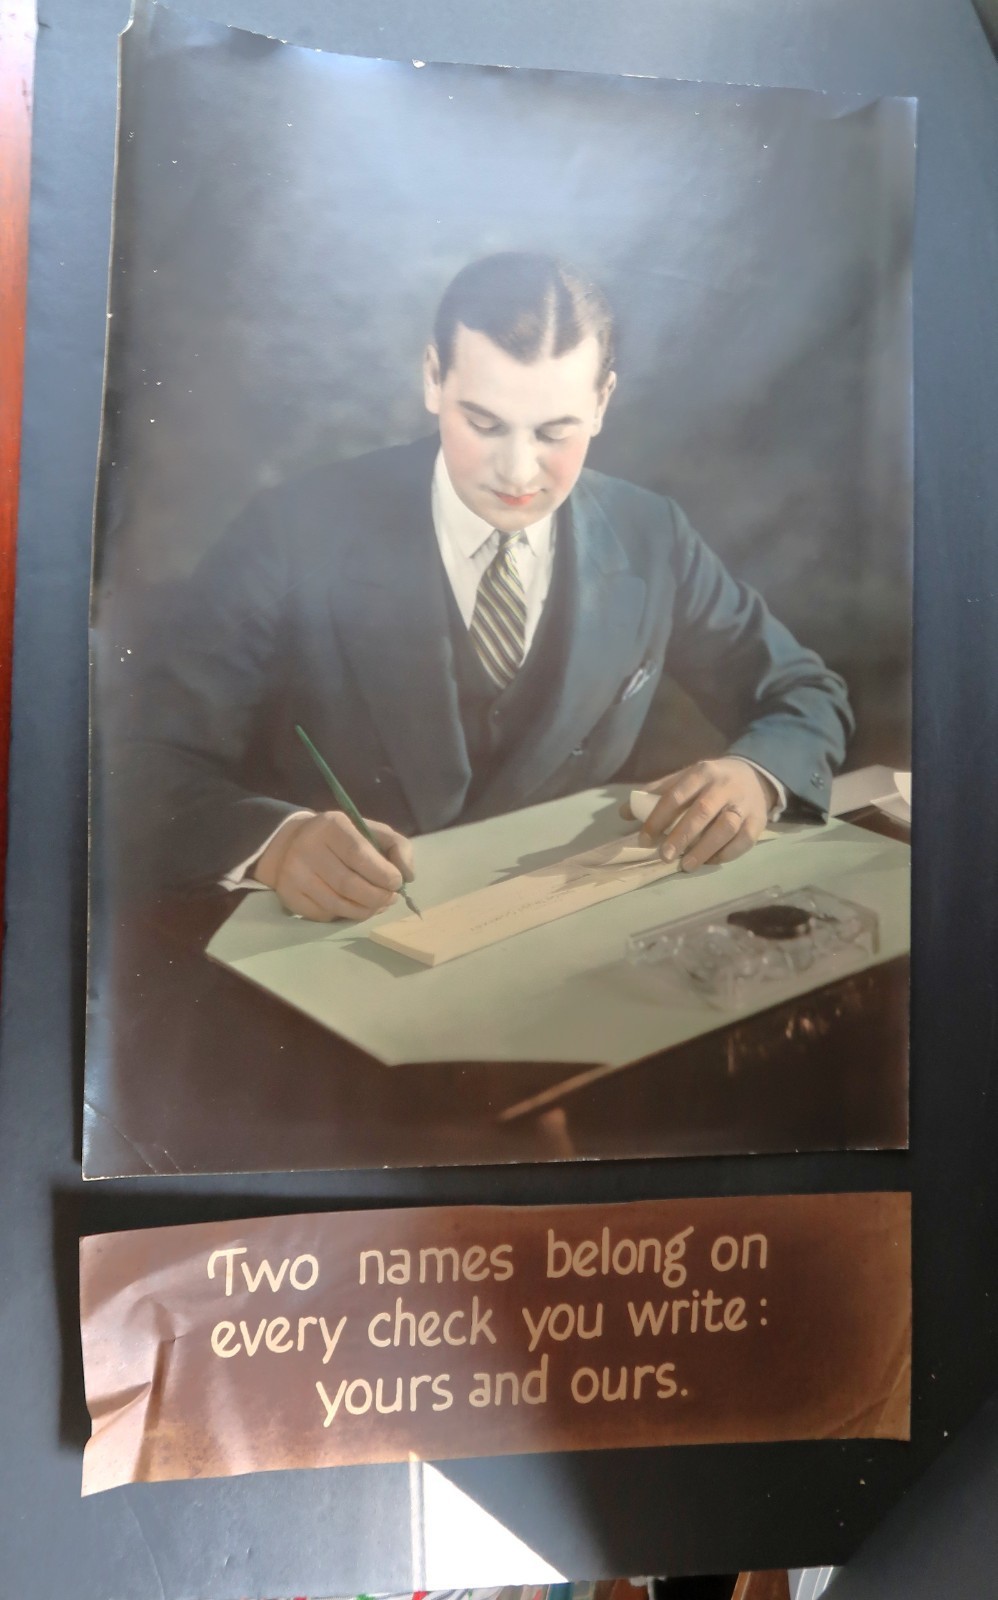 Two names belong on
every check you write:
yours and ours.